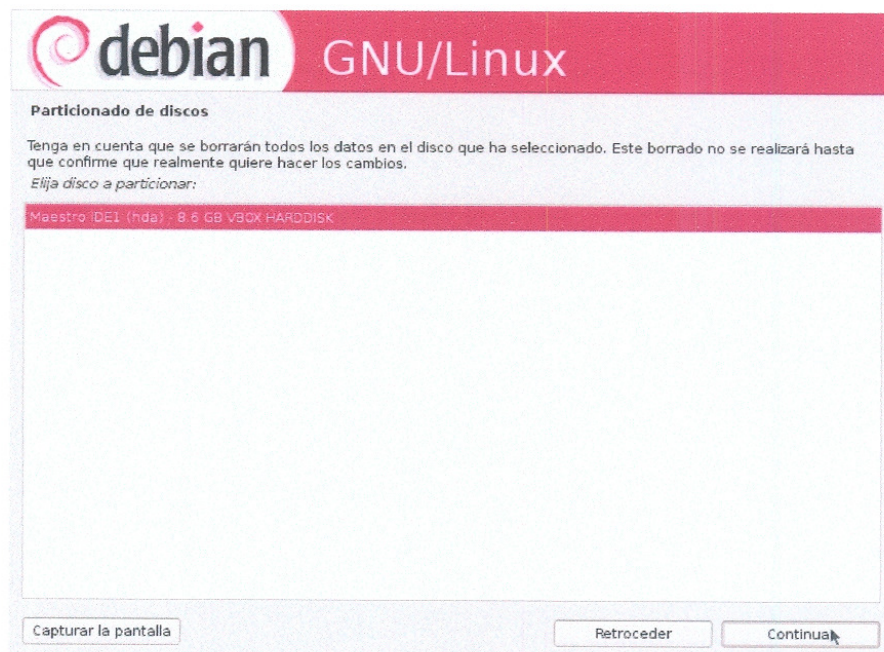 debian GNU/Linux
Particionado de discos
Tenga en cuenta que se borrarán todos los datos en el disco que ha seleccionado. Este borrado no se realizará hasta
que confirme que realmente quiere hacer los cambios.
Elija disco a particionar:
Maestro IDE1 (hda) - 8.6 GB VBOX HARDDISK
Capturar la pantalla
Retroceder
Continuar